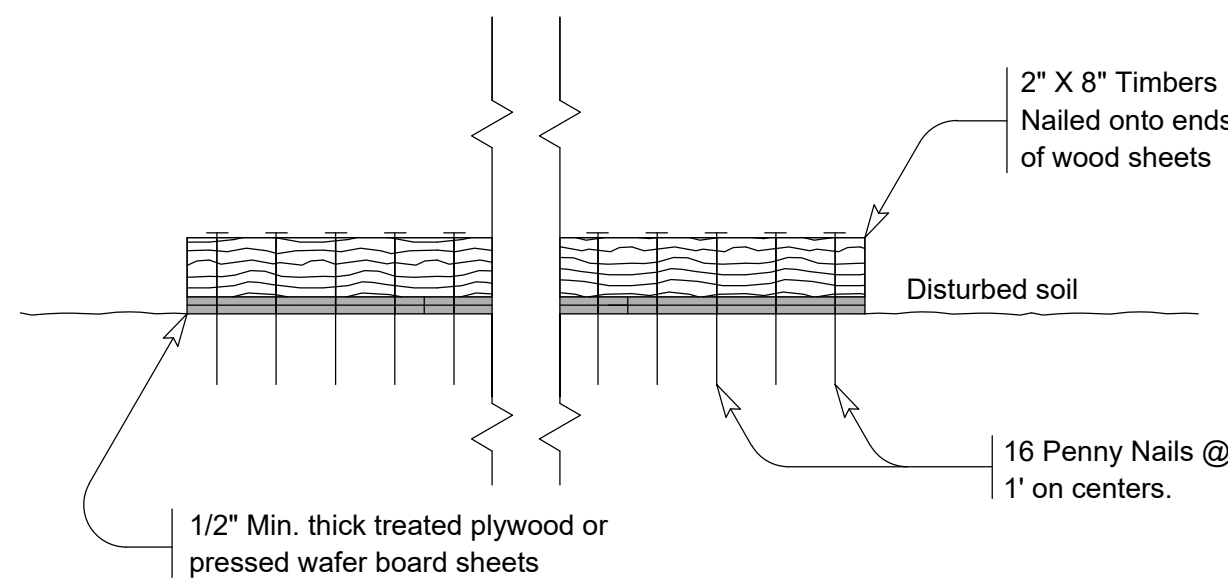 2" X 8" Timbers
Nailed onto ends
of wood sheets
Disturbed soil
16 Penny Nails @
1' on centers.
1/2" Min. thick treated plywood or
pressed wafer board sheets